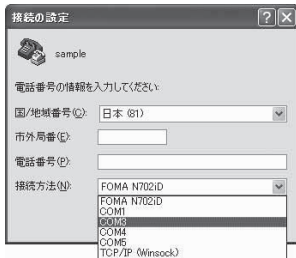 接続の設定
sample
電話番号の情報を入力してください:
国/地域番号(C): 日本 (81)
市外局番(E):
電話番号(P):
接続方法(N): FOMA N702iD
FOMA N702iD
COM1
COM3
COM4
COM5
TCP/IP (Winsock)